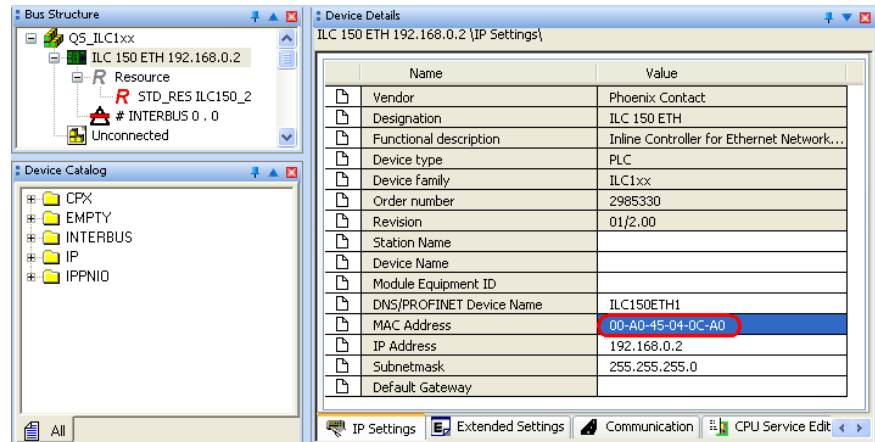 Bus Structure
QS_ILC1xx
ILC 150 ETH 192.168.0.2
R Resource
R STD_RES ILC150_2
# INTERBUS 0 . 0
Unconnected
Device Catalog
CPX
EMPTY
INTERBUS
IP
IPPNIO
All
Device Details
ILC 150 ETH 192.168.0.2 \IP Settings\
Name Value
Vendor Phoenix Contact
Designation ILC 150 ETH
Functional description Inline Controller for Ethernet Network...
Device type PLC
Device family ILC1xx
Order number 2985330
Revision 01/2.00
Station Name
Device Name
Module Equipment ID
DNS/PROFINET Device Name ILC150ETH1
MAC Address 00-A0-45-04-0C-A0
IP Address 192.168.0.2
Subnetmask 255.255.255.0
Default Gateway
IP Settings Extended Settings Communication CPU Service Edit